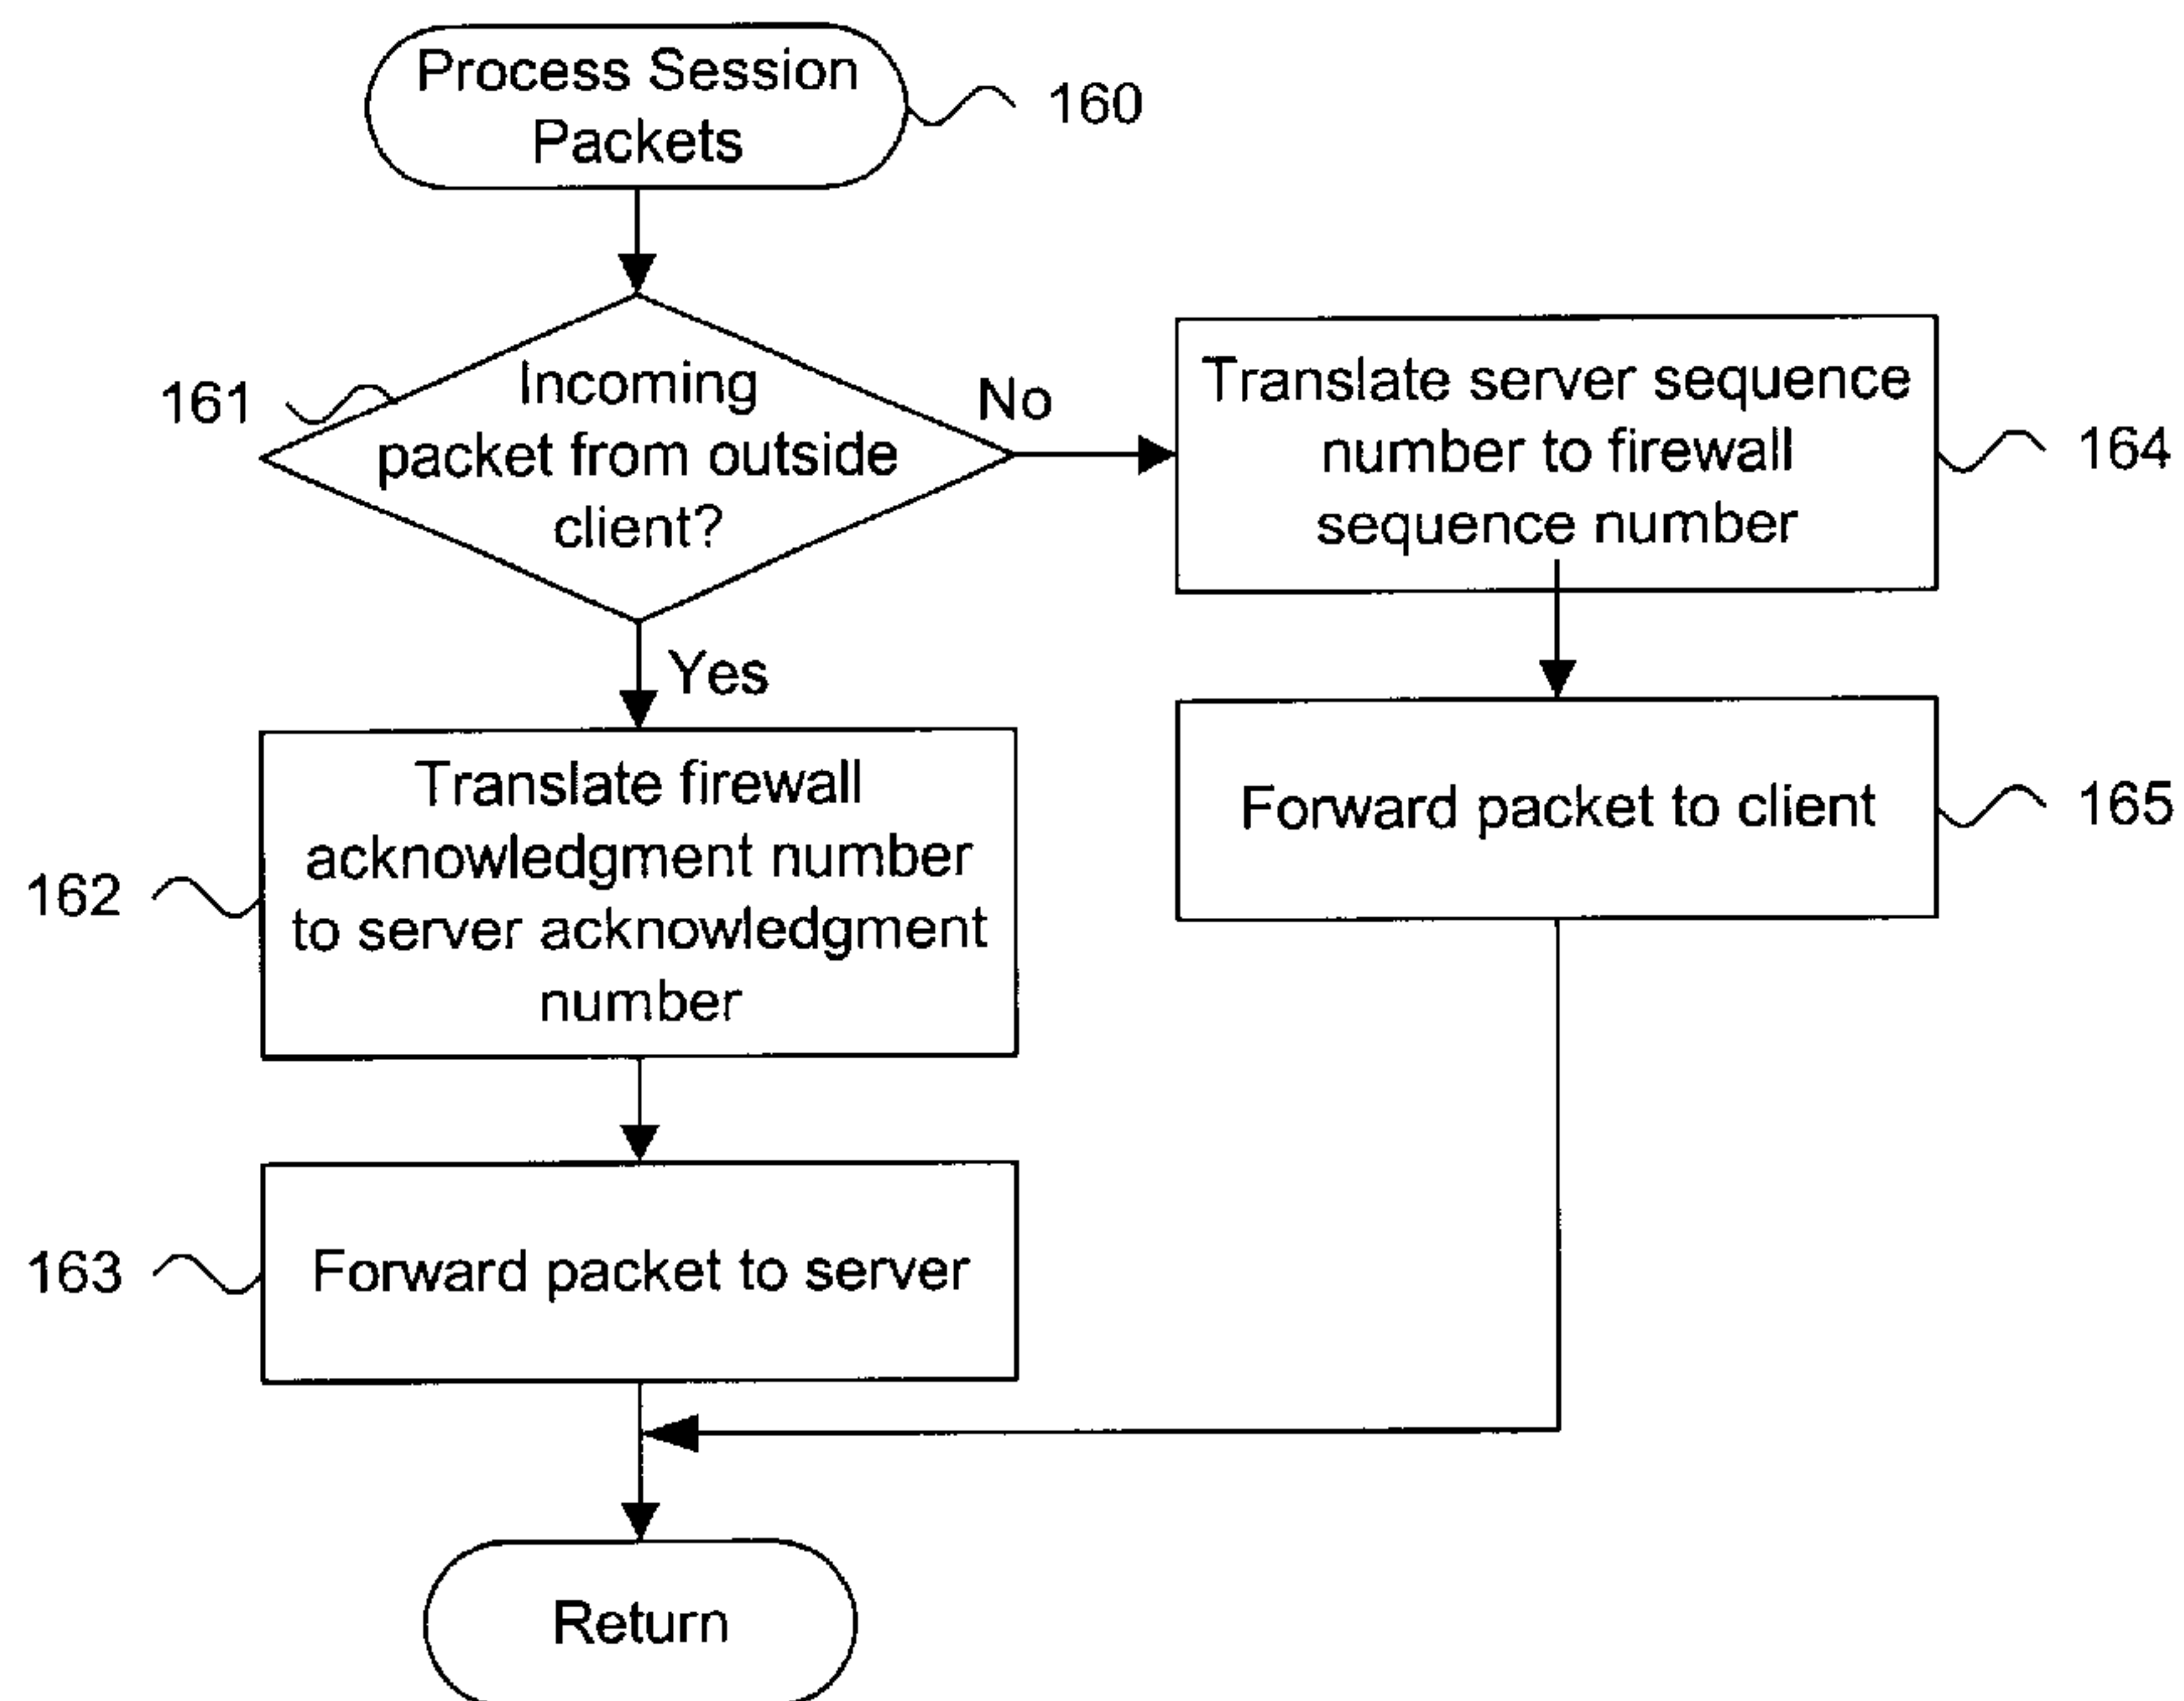 Process Session
Packets
160
161
Incoming
packet from outside
client?
No
Translate server sequence
number to firewall
sequence number
164
Yes
Translate firewall
acknowledgment number
to server acknowledgment
number
162
Forward packet to client
165
163
Forward packet to server
Return